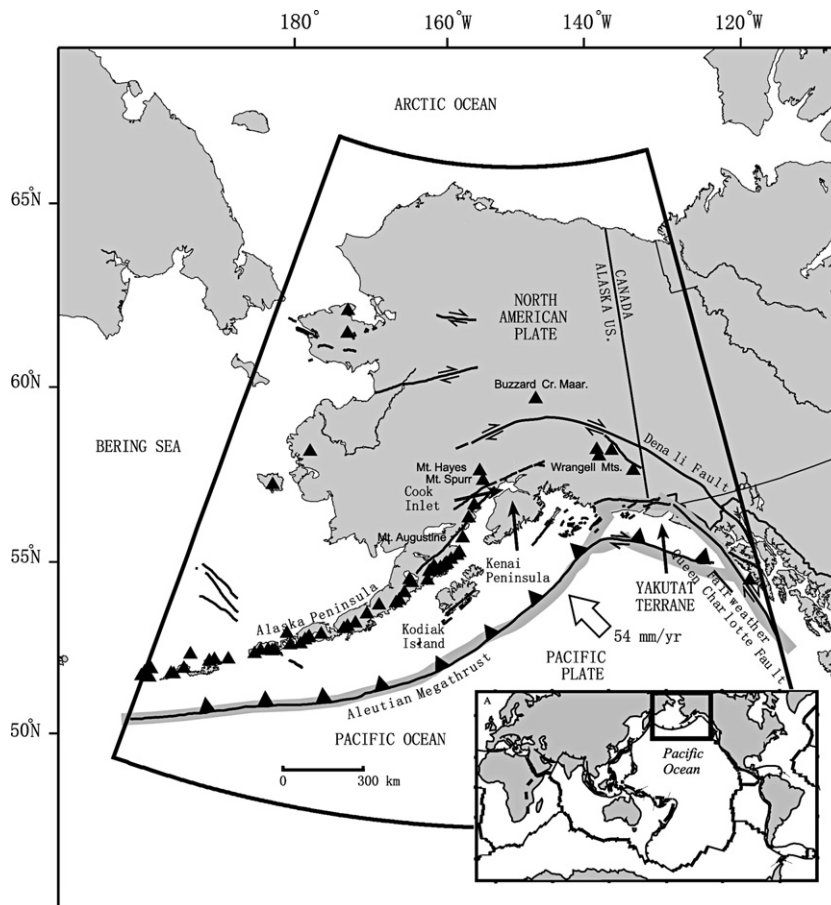 180°
160°W
140°W
120°W
ARCTIC OCEAN
65°N
CANADA
ALASKA US.
NORTH
AMERICAN
PLATE
60°N
Buzzard Cr. Maar.
BERING SEA
Denali Fault
Mt. Hayes
Mt. Spurr
Wrangell Mts.
Cook
Inlet
Mt. Augustine
55°N
Kenai
Peninsula
YAKUTAT
TERRANE
Fairweather
Queen Charlotte Fault
Alaska Peninsula
Kodiak
Island
54 mm/yr
PACIFIC
PLATE
Aleutian Megathrust
50°N
PACIFIC OCEAN
0 300 km
A
Pacific
Ocean